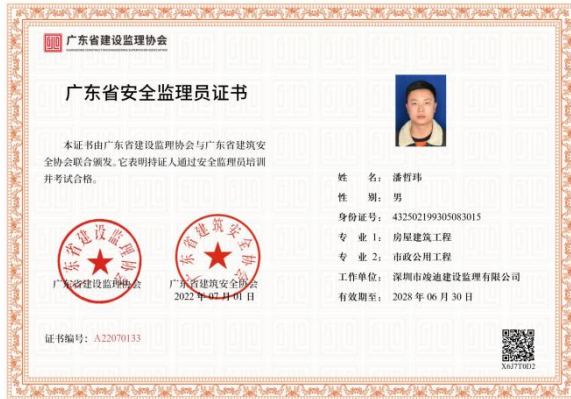 广东省建设监理协会
广东省安全监理员证书
本证书由广东省建设监理协会与广东省建筑安
全协会联合颁发。它表明持证人通过安全监理员培训
并考试合格。
广东省建设监理协会
广东省建筑安全协会
2022 年 07 月 01 日
证书编号：A22070133
姓 名：潘哲玮
性 别：男
身份证号：432502199305083015
专 业 1：房屋建筑工程
专 业 2：市政公用工程
工作单位：深圳市竣迪建设监理有限公司
有效期至：2028 年 06 月 30 日
X6J7T0D2